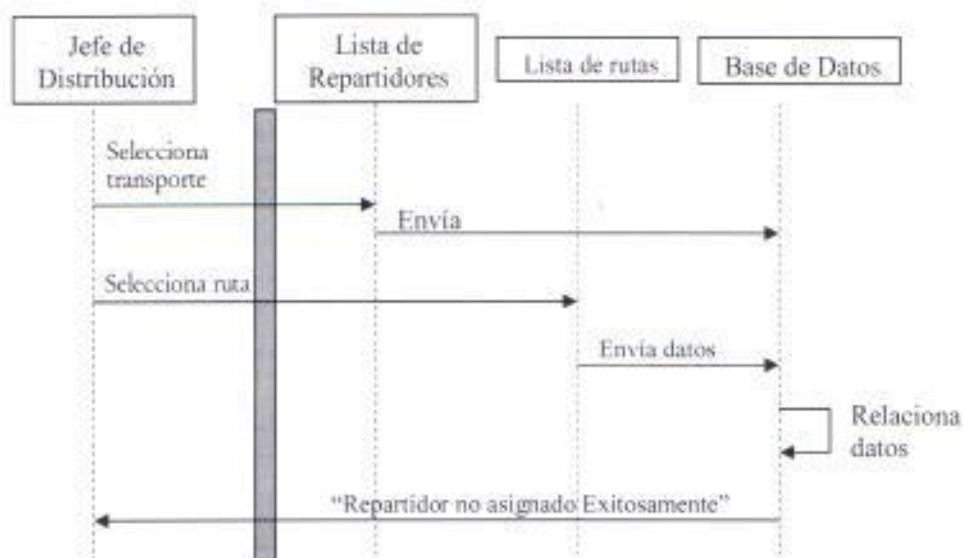 Jefe de
Distribución
Lista de
Repartidores
Lista de rutas
Base de Datos
Selecciona
transporte
Envía
Selecciona ruta
Envia datos
Relaciona
datos
“Repartidor no asignado Exitosamente”